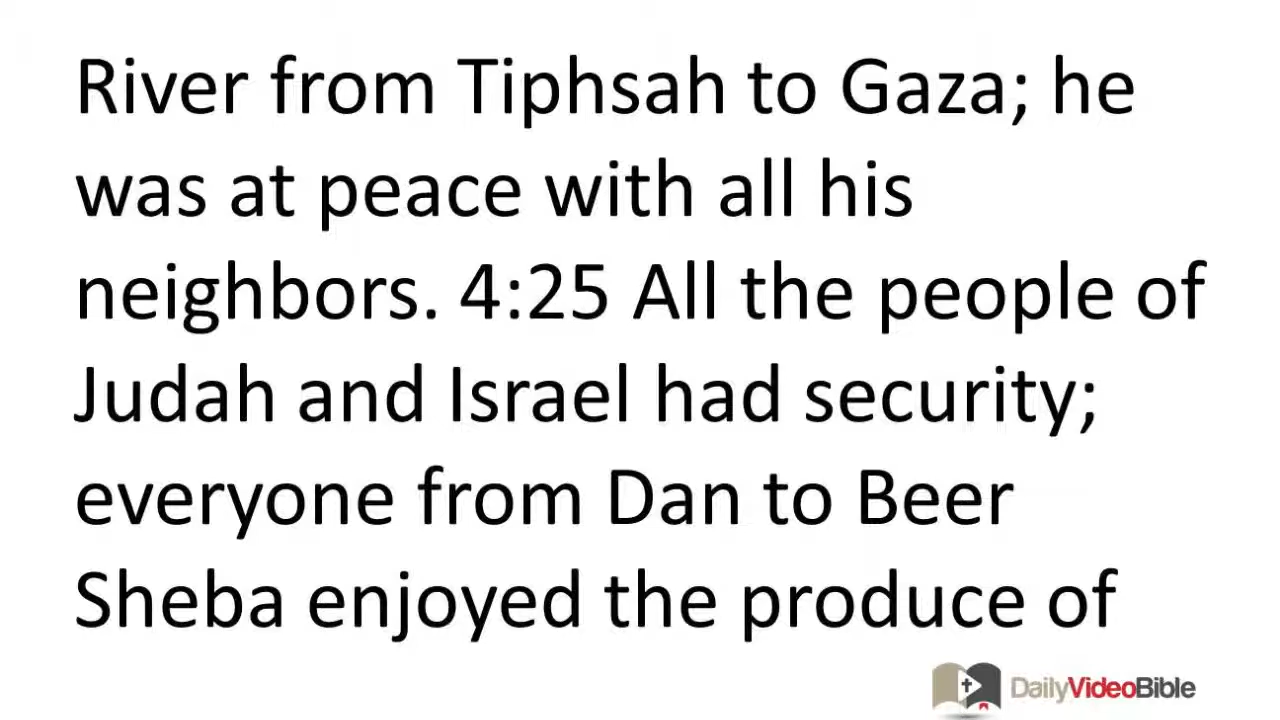 River from Tiphsah to Gaza; he
was at peace with all his
neighbors. 4:25 All the people of
Judah and Israel had security;
everyone from Dan to Beer
Sheba enjoyed the produce of
DailyVideoBible